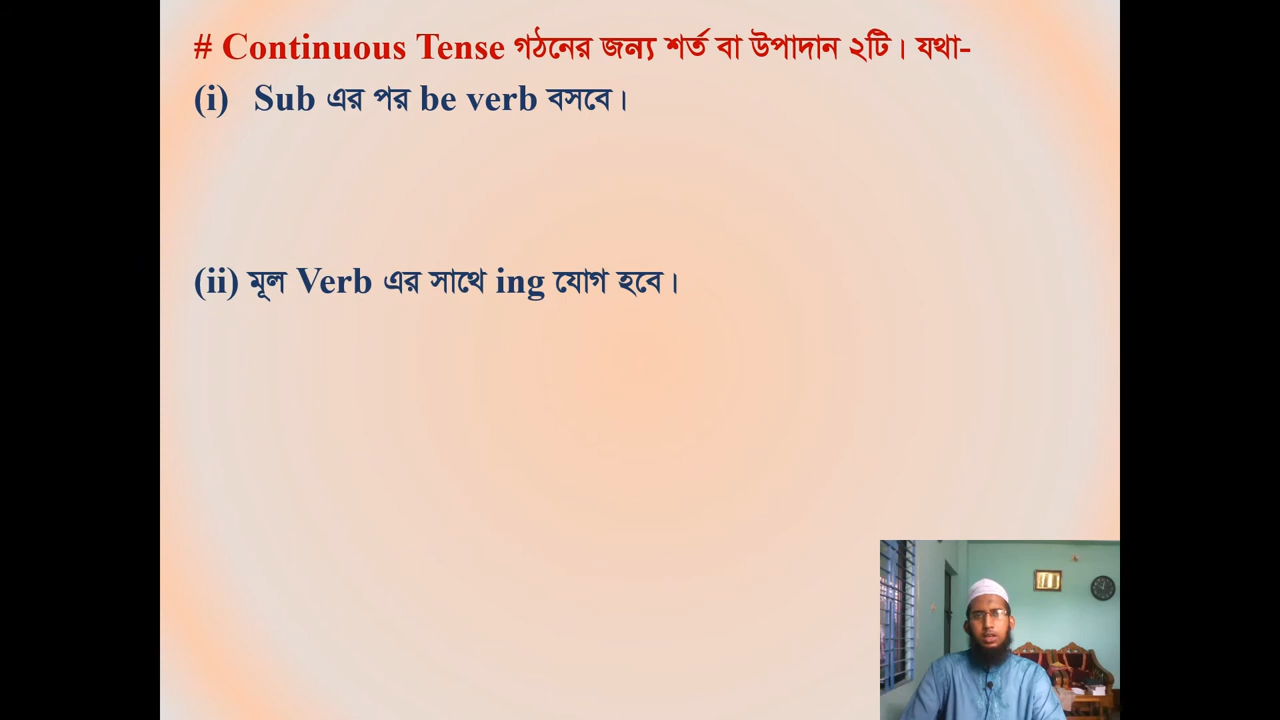 # Continuous Tense গঠনের জন্য শর্ত বা উপাদান ২টি। যথা-
(i) Sub এর পর be verb বসবে।
(ii) মূল Verb এর সাথে ing যোগ হবে।